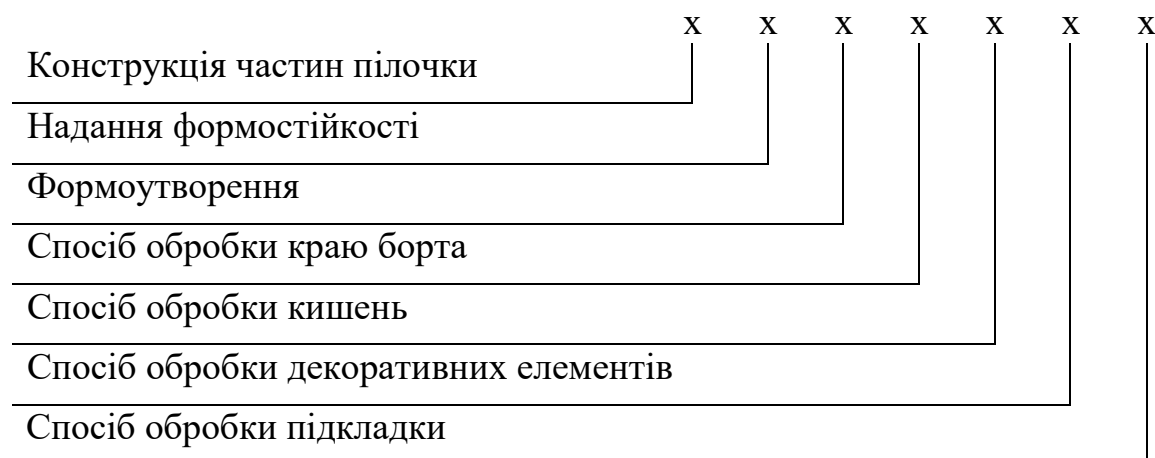 х х х х х х х
Конструкція частин пілочки
Надання формостійкості
Формоутворення
Спосіб обробки краю борта
Спосіб обробки кишень
Спосіб обробки декоративних елементів
Спосіб обробки підкладки